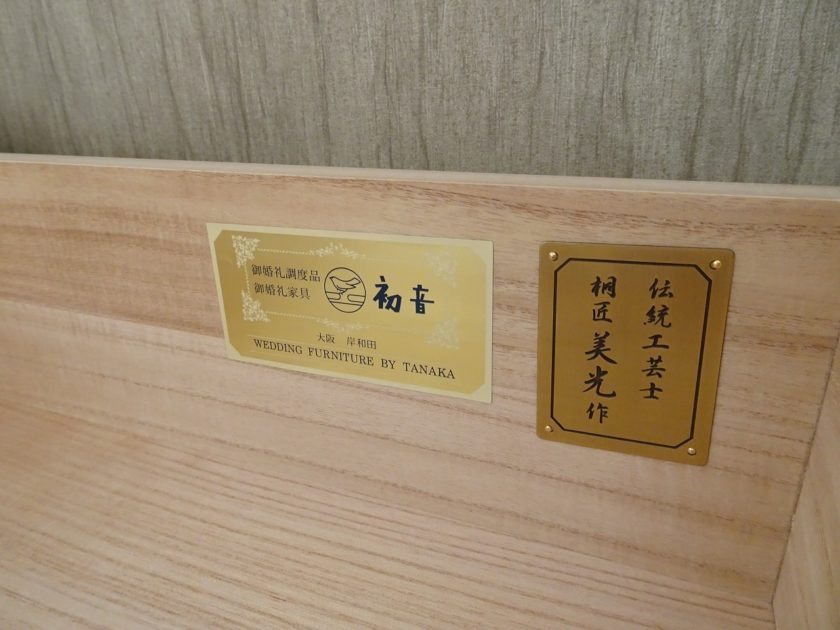 御婚礼調度品
御婚礼家具
初音
大阪 岸和田
WEDDING FURNITURE BY TANAKA
伝統工芸士
桐匠美光作